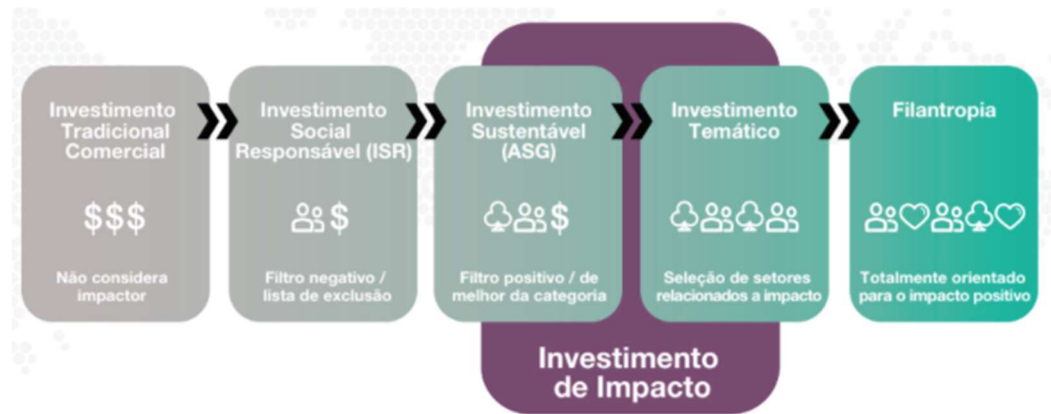 Investimento
Tradicional
Comercial
$$$
Não considera
impactor
Investimento
Social
Responsável (ISR)
$
Filtro negativo /
lista de exclusão
Investimento
Sustentável
(ASG)
$
Filtro positivo / de
melhor da categoria
Investimento
Temático
Seleção de setores
relacionados a impacto
Filantropia
Totalmente orientado
para o impacto positivo
Investimento
de Impacto